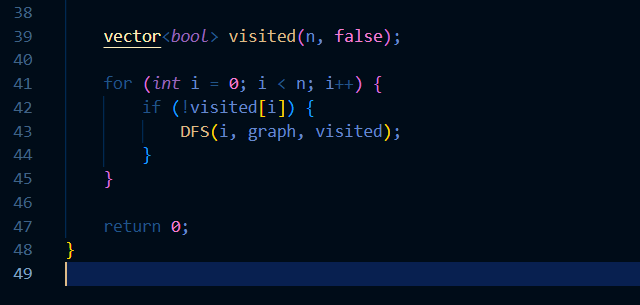 38
39 vector<bool> visited(n, false);
40
41 for (int i = 0; i < n; i++) {
42 if (!visited[i]) {
43 DFS(i, graph, visited);
44 }
45 }
46
47 return 0;
48 }
49